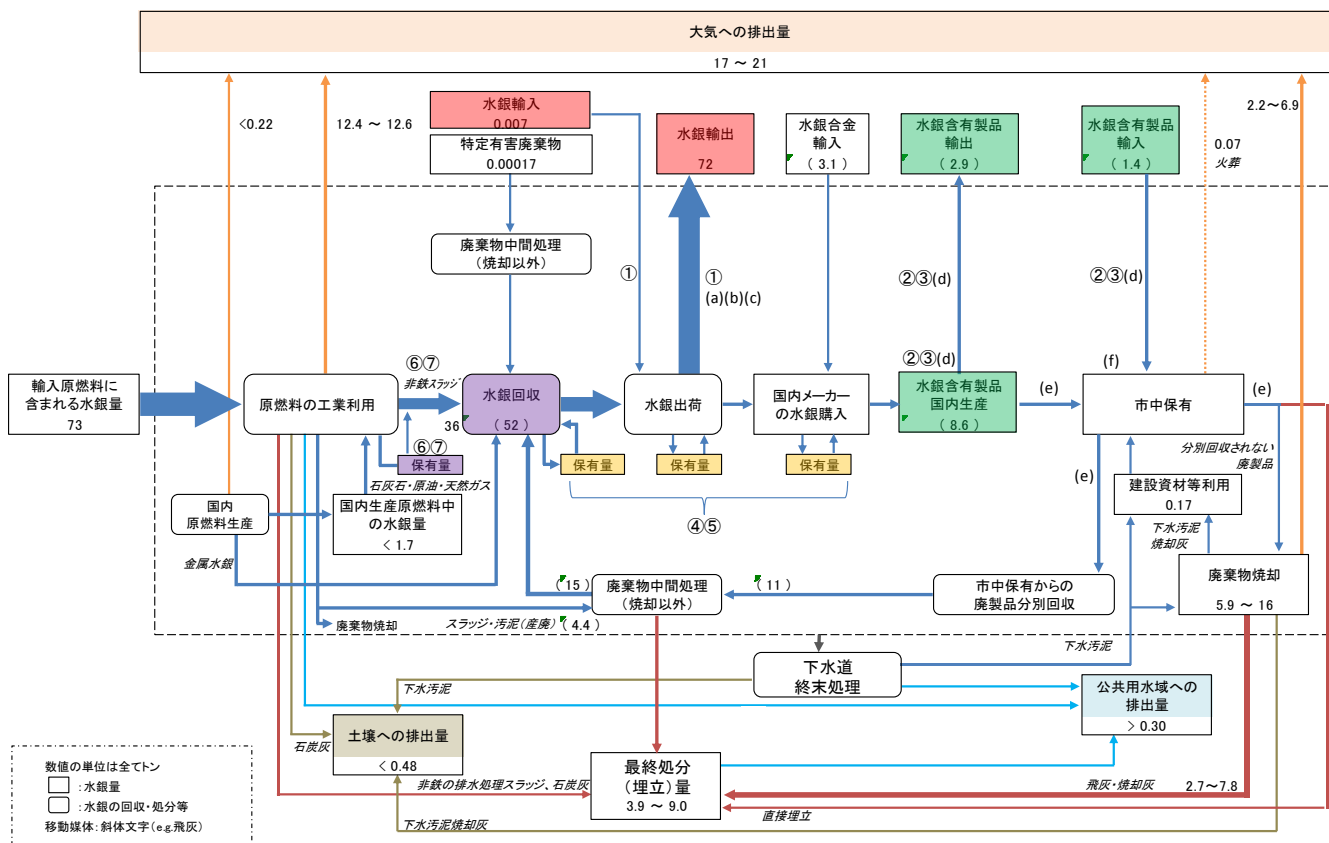 大気への排出量
17 ～ 21
<0.22
12.4 ～ 12.6
水銀輸入
0.007
特定有害廃棄物
0.00017
水銀輸出
72
水銀合金
輸入
( 3.1 )
水銀含有製品
輸出
( 2.9 )
水銀含有製品
輸入
( 1.4 )
0.07
火葬
2.2～6.9
廃棄物中間処理
(焼却以外)
①
①
(a)(b)(c)
②③(d)
②③(d)
輸入原燃料に
含まれる水銀量
73
原燃料の工業利用
⑥⑦
非鉄スラッジ
36
水銀回収
( 52 )
水銀出荷
国内メーカー
の水銀購入
②③(d)
水銀含有製品
国内生産
( 8.6 )
(e)
(f)
市中保有
(e)
⑥⑦
保有量
保有量
保有量
保有量
④⑤
石灰石・原油・天然ガス
国内
原燃料生産
国内生産原燃料中
の水銀量
< 1.7
金属水銀
(e)
分別回収されない
廃製品
建設資材等利用
0.17
下水汚泥
焼却灰
廃棄物焼却
5.9 ～ 16
( 15 )
廃棄物中間処理
(焼却以外)
( 11 )
市中保有からの
廃製品分別回収
廃棄物焼却
スラッジ・汚泥(産廃)
( 4.4 )
下水汚泥
下水道
終末処理
下水汚泥
公共用水域への
排出量
> 0.30
石炭灰
土壌への排出量
< 0.48
非鉄の排水処理スラッジ、石炭灰
最終処分
(埋立)量
3.9 ～ 9.0
飛灰・焼却灰
2.7～7.8
直接埋立
下水汚泥焼却灰
数値の単位は全てトン
:水銀量
:水銀の回収・処分等
移動媒体:斜体文字(e.g.飛灰)